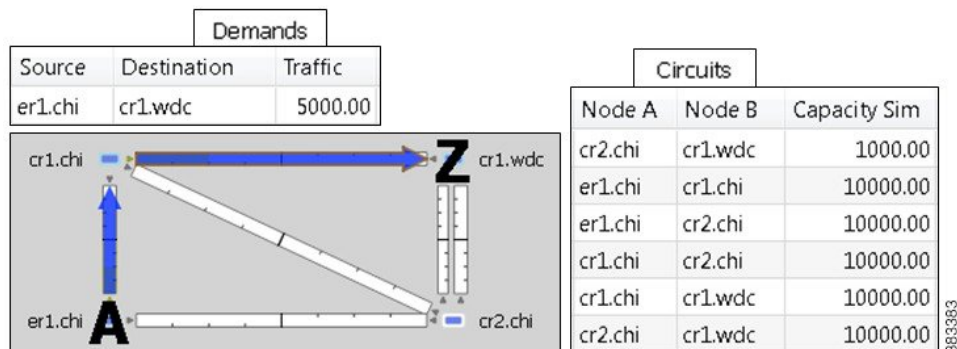 Demands
Source Destination Traffic
er1.chi cr1.wdc 5000.00
cr1.chi Z cr1.wdc
er1.chi A cr2.chi
Circuits
Node A Node B Capacity Sim
cr2.chi cr1.wdc 1000.00
er1.chi cr1.chi 10000.00
er1.chi cr2.chi 10000.00
cr1.chi cr2.chi 10000.00
cr1.chi cr1.wdc 10000.00
cr2.chi cr1.wdc 10000.00
383383